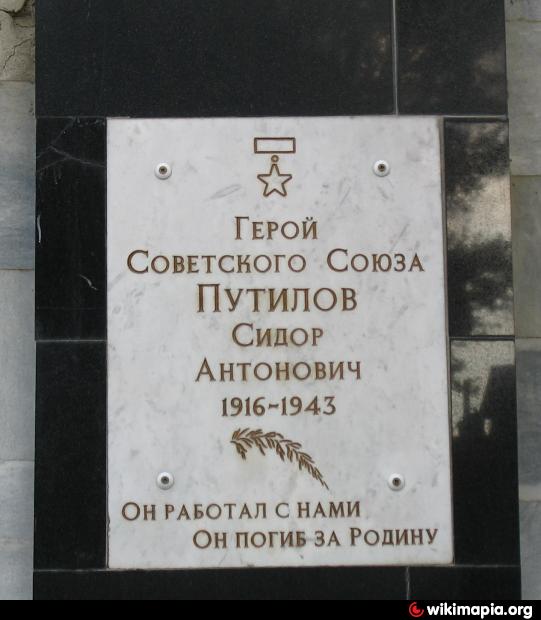 Герой
Советского Союза
Путилов
Сидор
Антонович
1916-1943
Он работал с нами
Он погиб за Родину
wikimapia.org